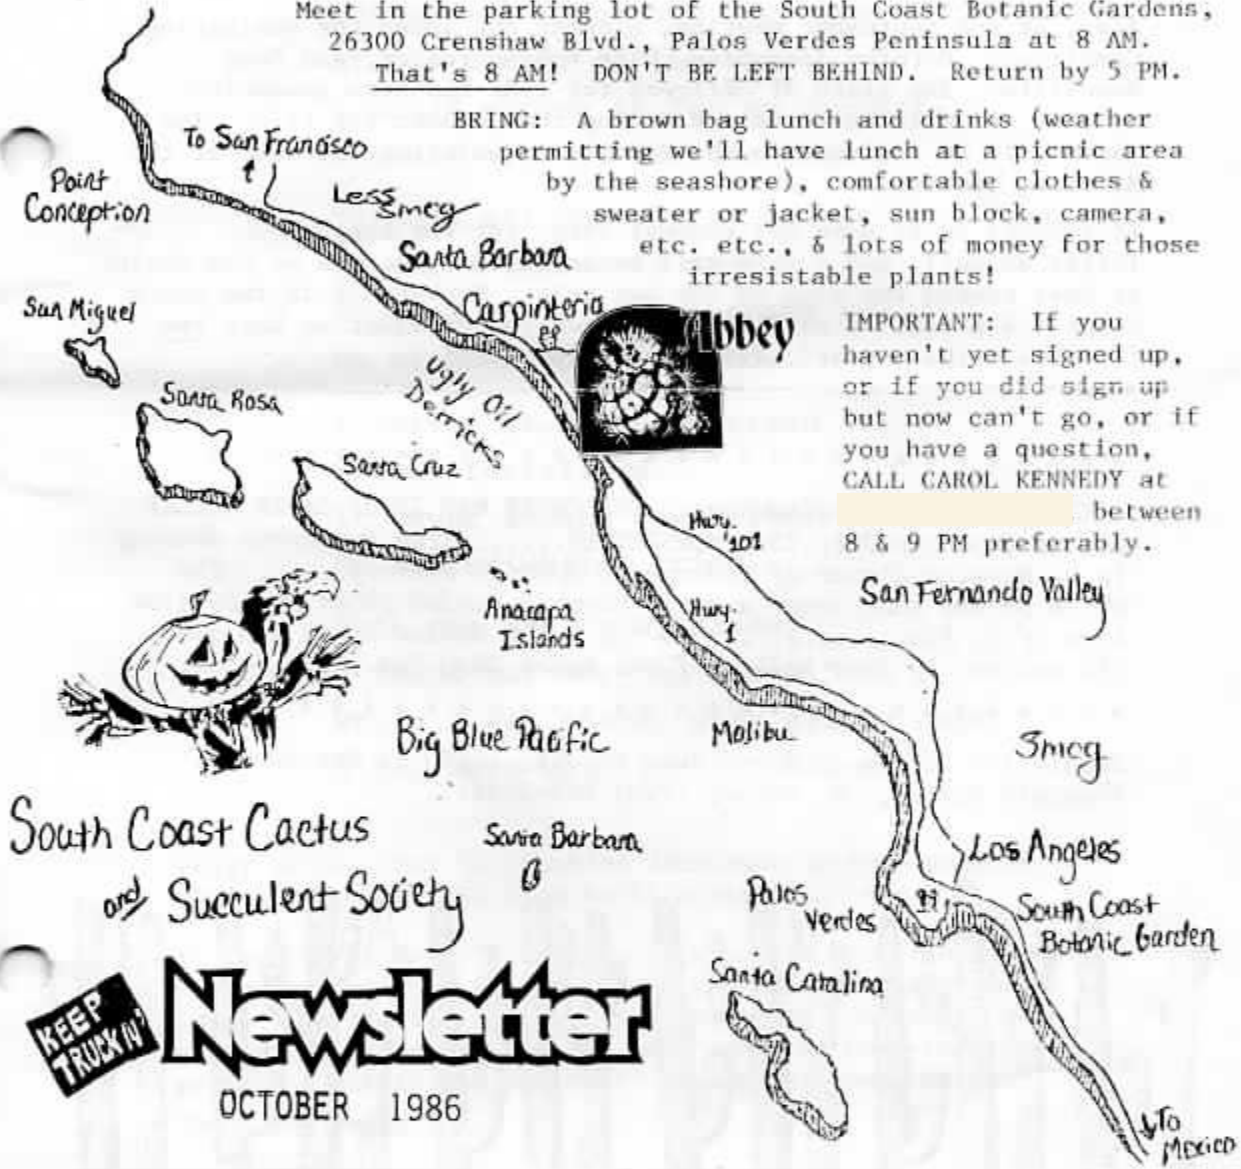 Meet in the parking lot of the South Coast Botanic Gardens,
26300 Crenshaw Blvd., Palos Verdes Peninsula at 8 AM.
That's 8 AM! DON'T BE LEFT BEHIND. Return by 5 PM.
BRING: A brown bag lunch and drinks (weather
permitting we'll have lunch at a picnic area
by the seashore), comfortable clothes &
sweater or jacket, sun block, camera,
etc. etc., & lots of money for those
irresistable plants!
IMPORTANT: If you
haven't yet signed up,
or if you did sign up
but now can't go, or if
you have a question,
CALL CAROL KENNEDY at
between
8 & 9 PM preferably.
To San Francisco
Point
Conception
Less
Smeg
Santa Barbara
Carpinteria
Abbey
San Miguel
Santa Rosa
Ugly Oil
Derricks
Santa Cruz
Hwy.
101
Anacapa
Islands
Hwy.
1
San Fernando Valley
Big Blue Pacific
Malibu
Smeg
South Coast Cactus
and Succulent Society
Santa Barbara
Los Angeles
Palos
Verdes
South Coast
Botanic Garden
Santa Catalina
KEEP
TRUCKIN'
Newsletter
OCTOBER 1986
To
Mexico